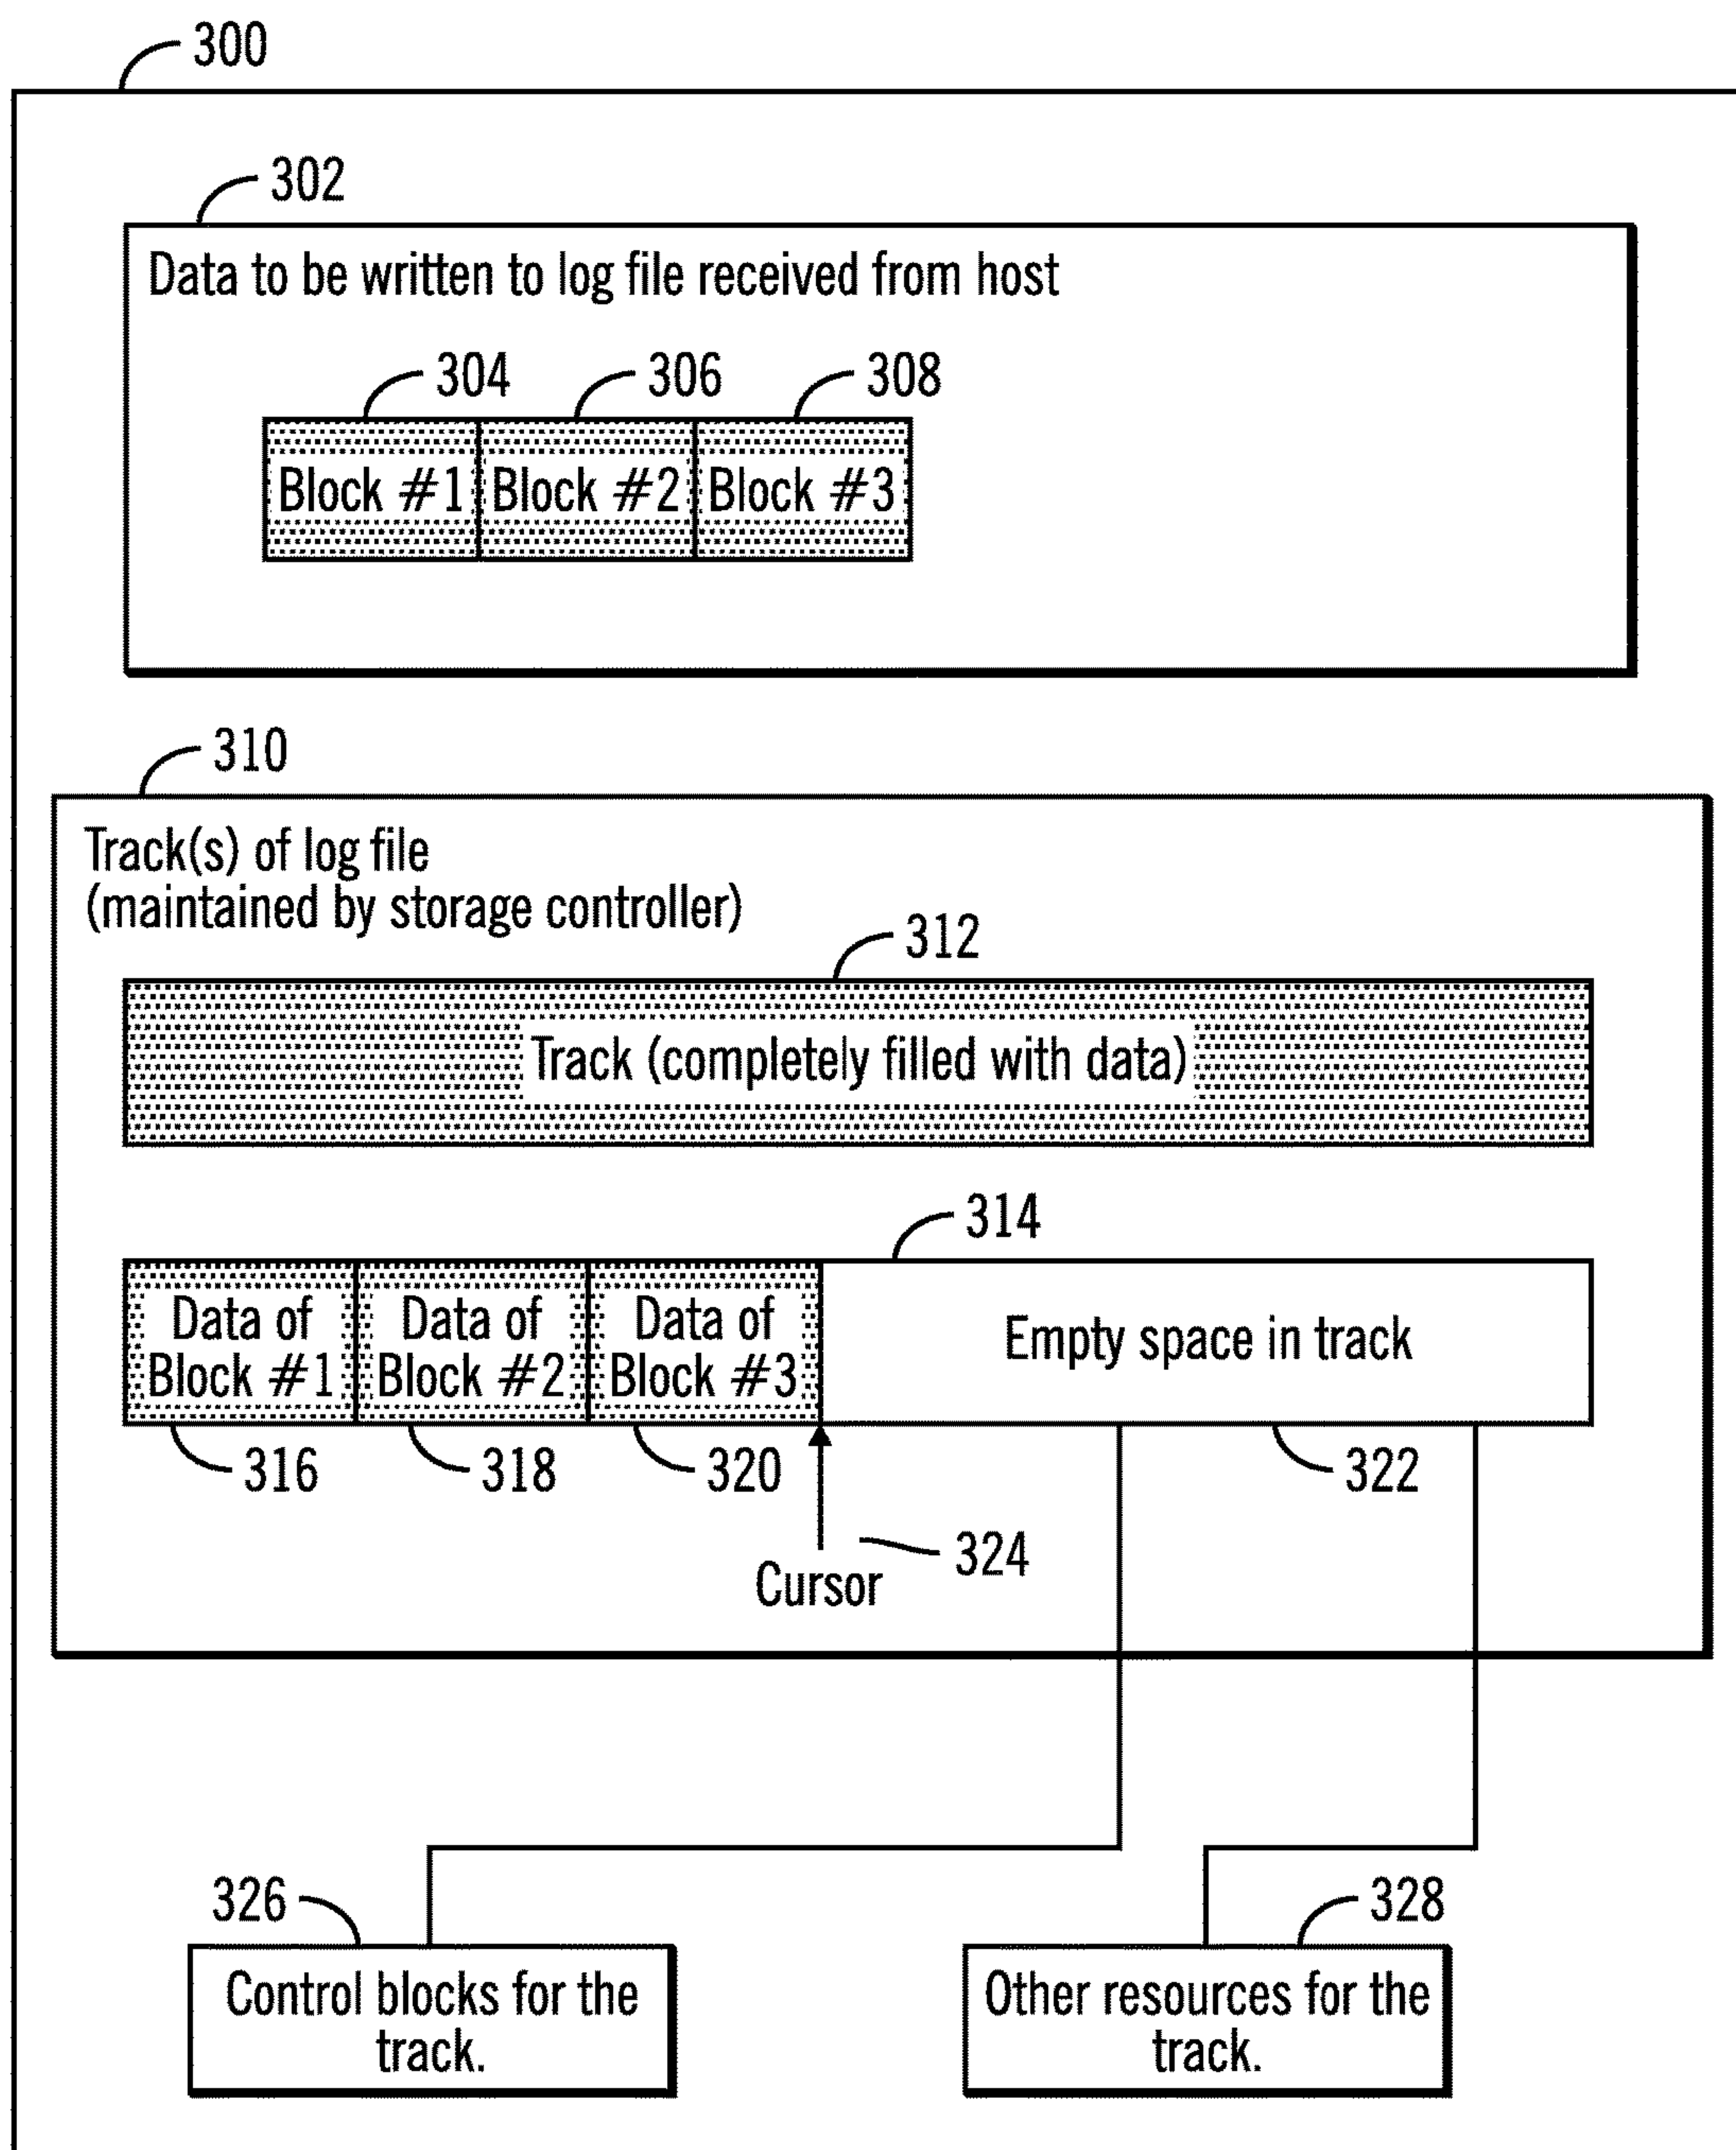 300
302
Data to be written to log file received from host
304 306 308
Block #1 Block #2 Block #3
310
Track(s) of log file
(maintained by storage controller)
312
Track (completely filled with data)
314
Data of Data of Data of
Block #1 Block #2 Block #3
Empty space in track
316 318 320 322
324
Cursor
326 328
Control blocks for the
track.
Other resources for the
track.